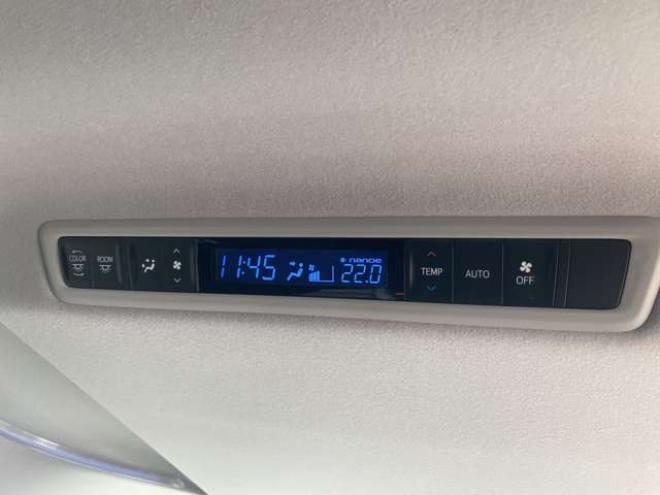 COLOR
ROOM
11:45
nanoe
22.0
TEMP
AUTO
OFF